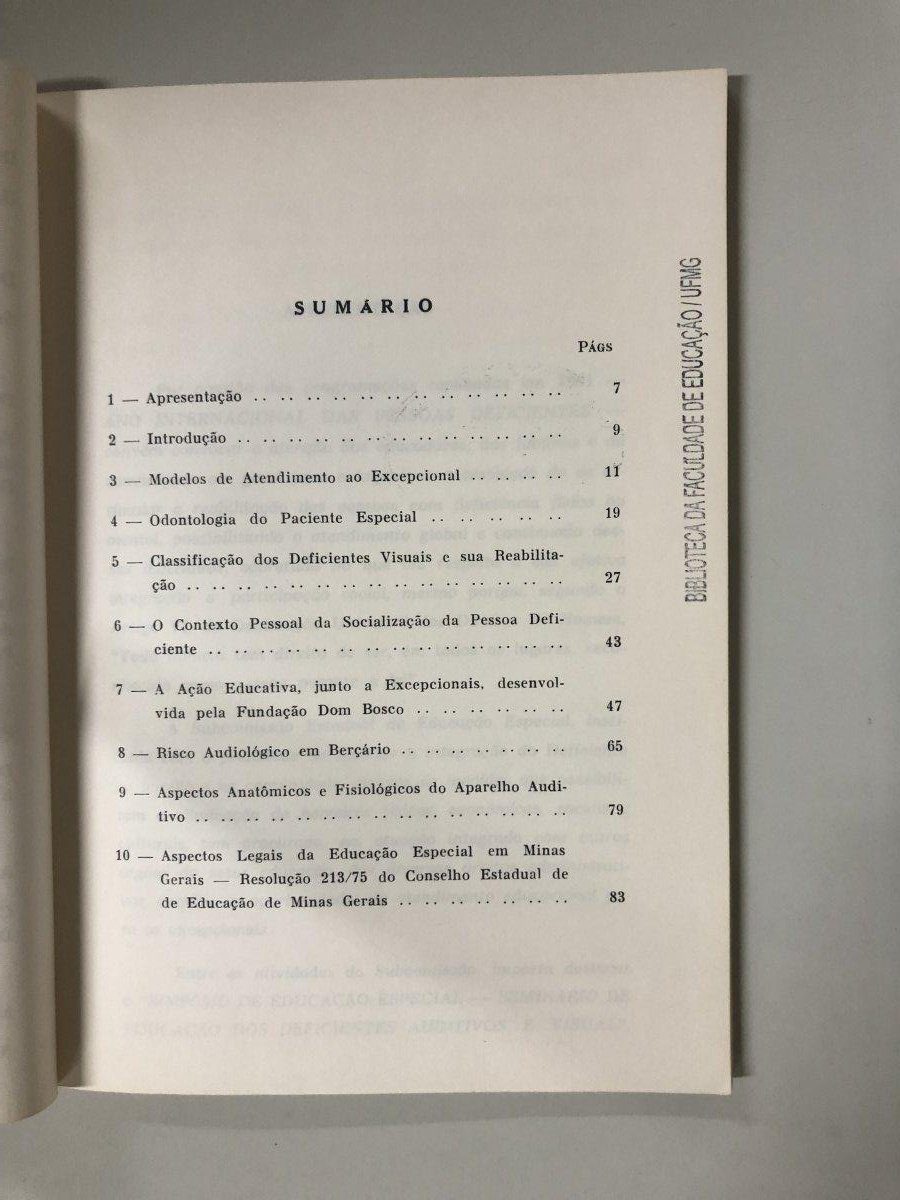 SUMÁRIO
PÁGS
1 — Apresentação .. .. .. .. .. .. .. .. .. .. .. .. 7
2 — Introdução .. .. .. .. .. .. .. .. .. .. .. .. .. 9
3 — Modelos de Atendimento ao Excepcional .. .. .. .. 11
4 — Odontologia do Paciente Especial .. .. .. .. .. .. 19
5 — Classificação dos Deficientes Visuais e sua Reabilita-
ção .. .. .. .. .. .. .. .. .. .. .. .. .. .. .. 27
6 — O Contexto Pessoal da Socialização da Pessoa Defi-
ciente .. .. .. .. .. .. .. .. .. .. .. .. .. .. 43
7 — A Ação Educativa, junto a Excepcionais, desenvol-
vida pela Fundação Dom Bosco .. .. .. .. .. .. 47
8 — Risco Audiológico em Berçário .. .. .. .. .. .. .. 65
9 — Aspectos Anatômicos e Fisiológicos do Aparelho Audi-
tivo .. .. .. .. .. .. .. .. .. .. .. .. .. .. .. 79
10 — Aspectos Legais da Educação Especial em Minas
Gerais — Resolução 213/75 do Conselho Estadual de
de Educação de Minas Gerais .. .. .. .. .. .. .. 83
BIBLIOTECA DA FACULDADE DE EDUCAÇÃO / UFMG